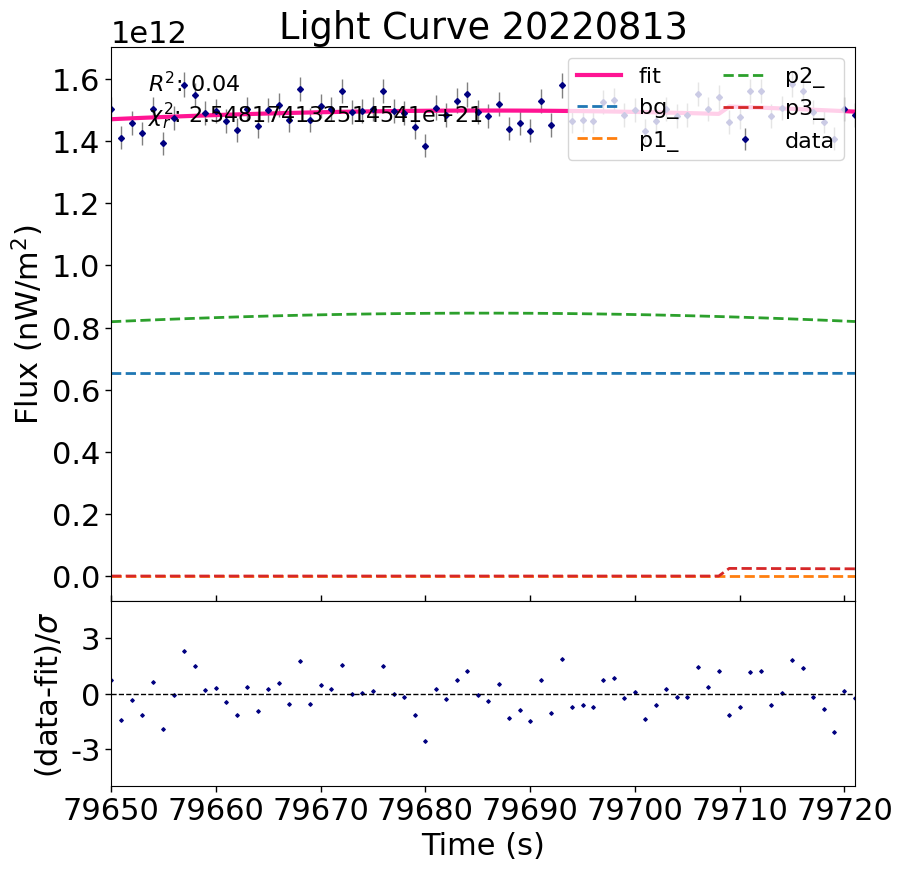 Light Curve 20220813
1e12
R²: 0.04
χ²ᵣ: 2.548174132514541e+21
fit
bg_
p1_
p2_
p3_
data
1.6
1.4
1.2
1.0
0.8
0.6
0.4
0.2
0.0
Flux (nW/m²)
3
0
-3
(data-fit)/σ
79650 79660 79670 79680 79690 79700 79710 79720
Time (s)